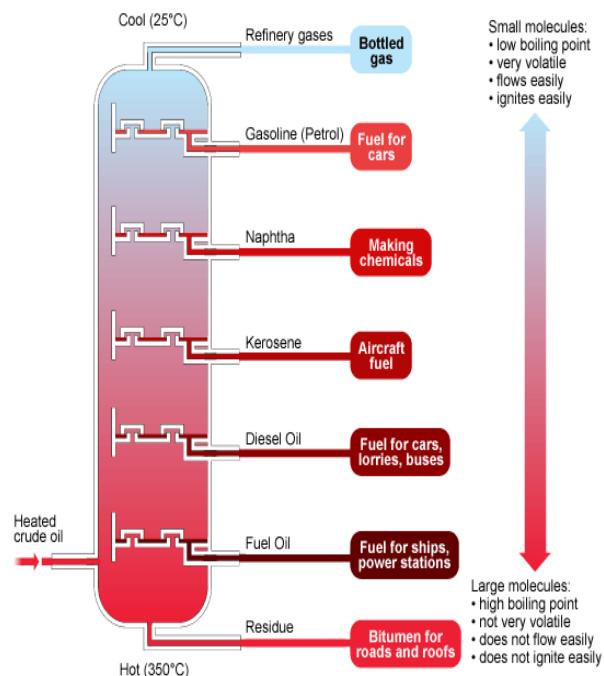 Cool (25°C)
Refinery gases
Bottled
gas
Gasoline (Petrol)
Fuel for
cars
Naphtha
Making
chemicals
Kerosene
Aircraft
fuel
Diesel Oil
Fuel for cars,
lorries, buses
Heated
crude oil
Fuel Oil
Fuel for ships,
power stations
Residue
Bitumen for
roads and roofs
Hot (350°C)
Small molecules:
• low boiling point
• very volatile
• flows easily
• ignites easily
Large molecules:
• high boiling point
• not very volatile
• does not flow easily
• does not ignite easily